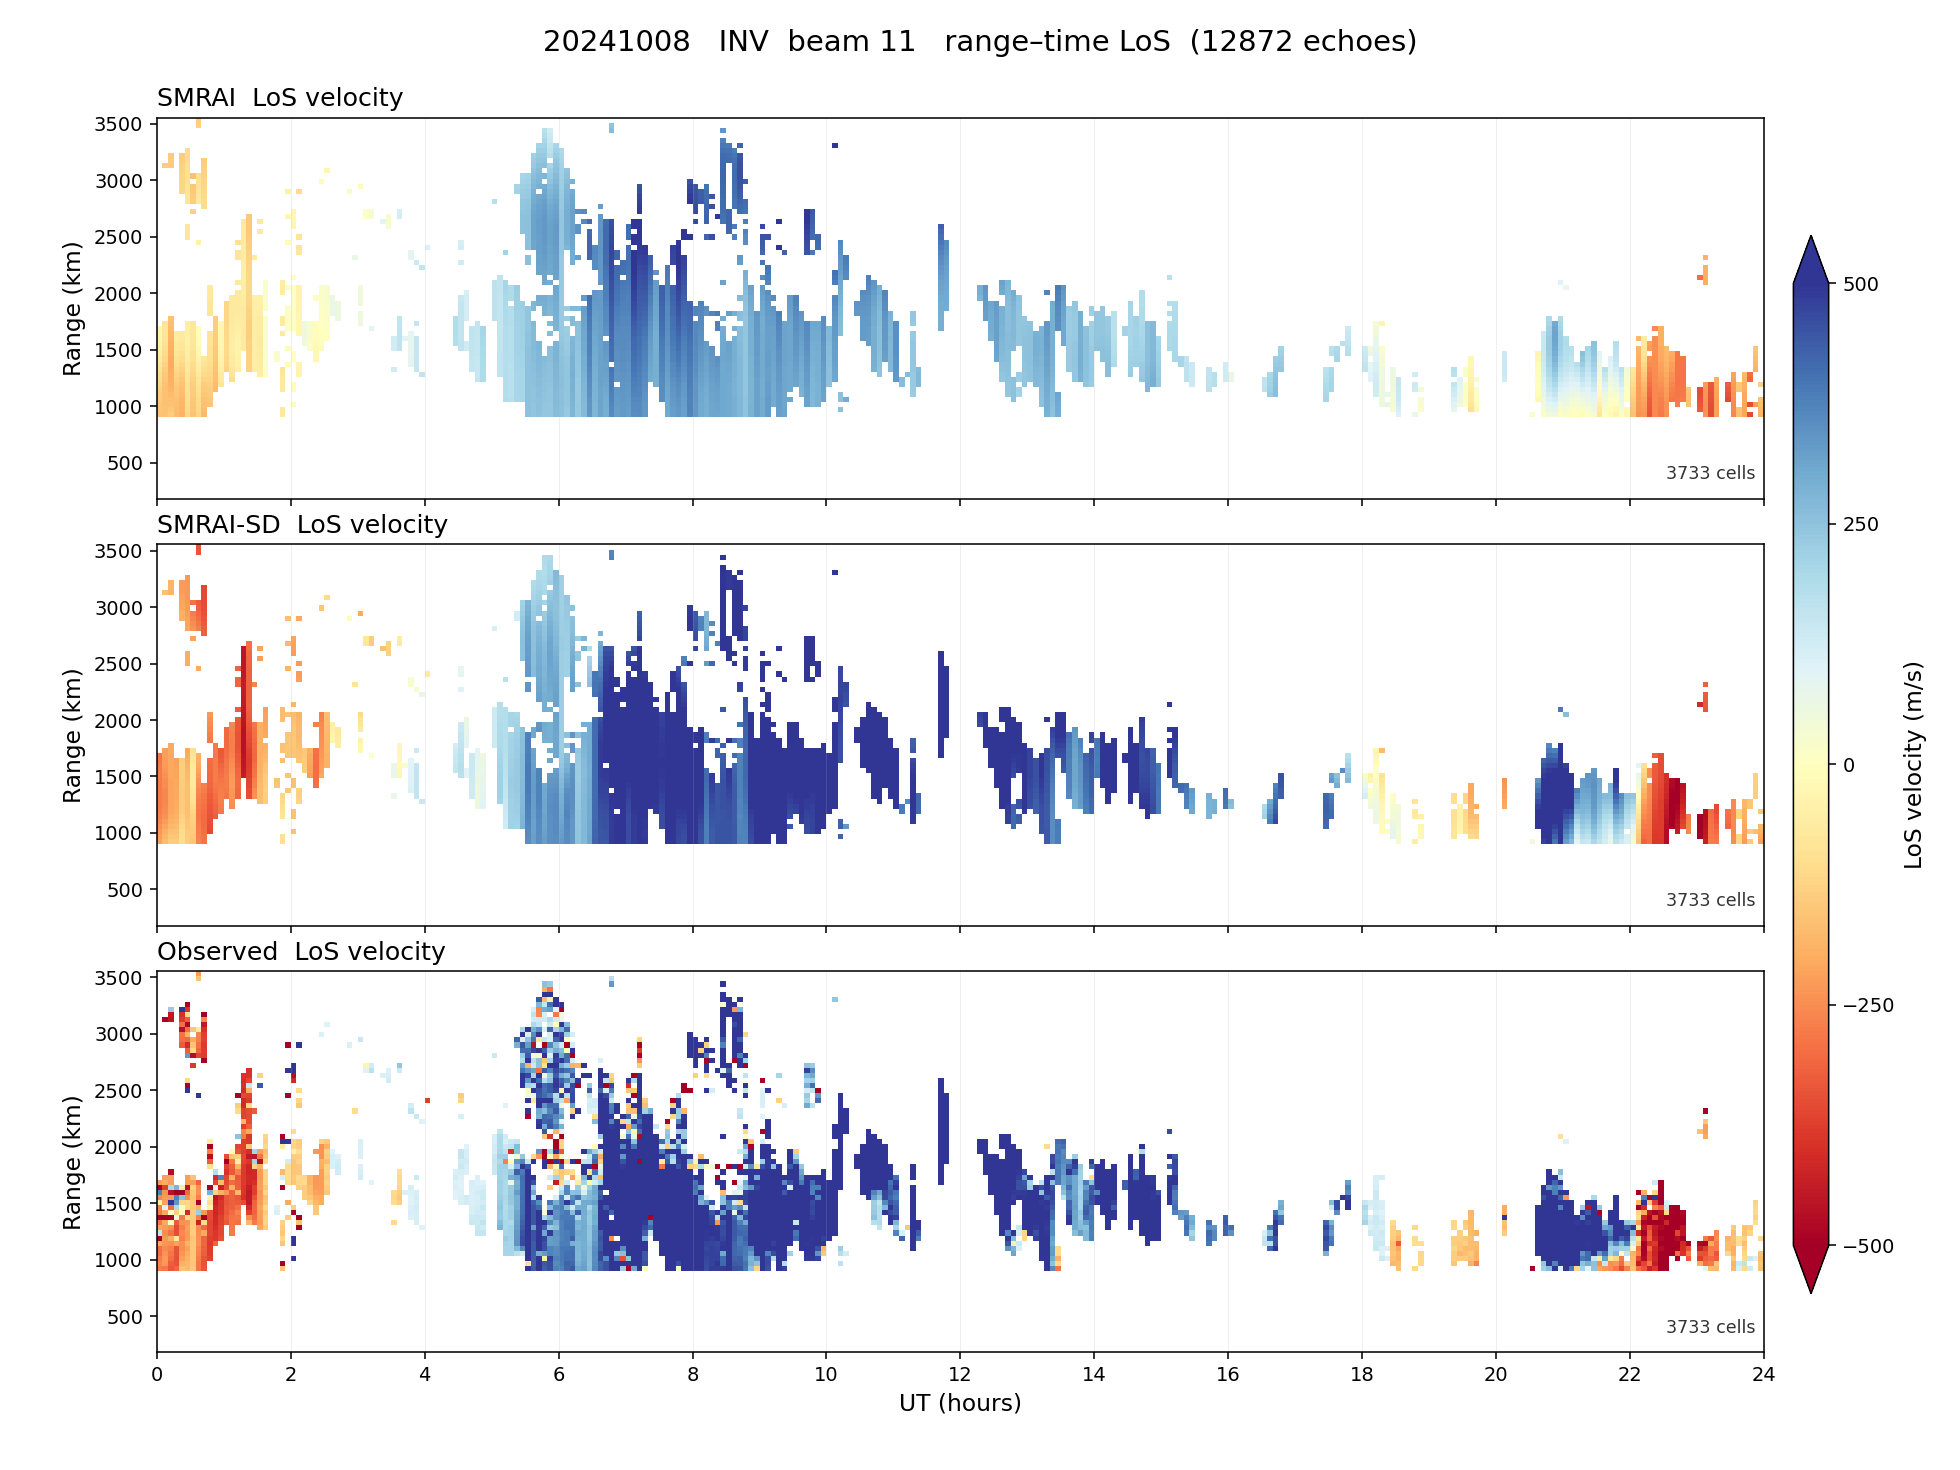 20241008   INV  beam 11   range–time LoS  (12872 echoes)
SMRAI  LoS velocity
3500
3000
2500
2000
1500
1000
500
Range (km)
3733 cells
SMRAI-SD  LoS velocity
3500
3000
2500
2000
1500
1000
500
Range (km)
3733 cells
Observed  LoS velocity
3500
3000
2500
2000
1500
1000
500
Range (km)
3733 cells
0 2 4 6 8 10 12 14 16 18 20 22 24
UT (hours)
500
250
0
−250
−500
LoS velocity (m/s)